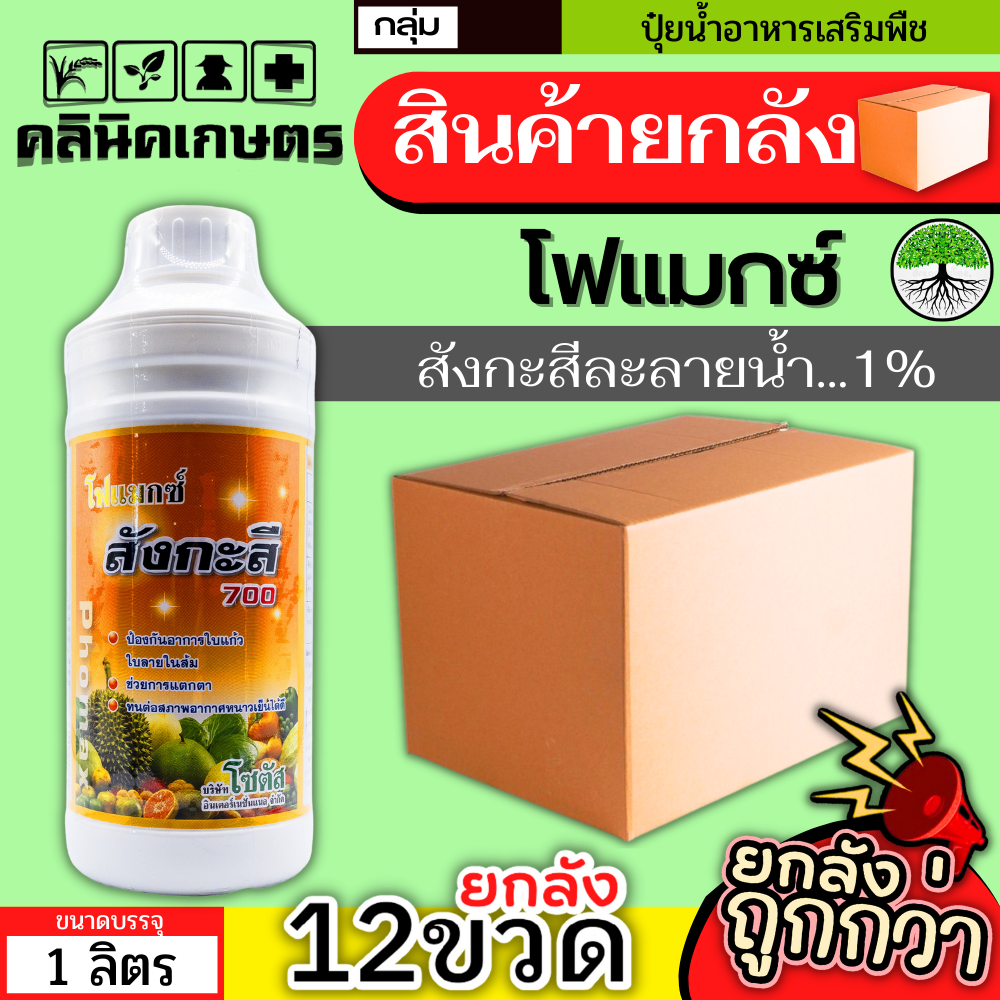 กลุ่ม
ปุ๋ยน้ำอาหารเสริมพืช
คลินิคเกษตร
สินค้ายกลัง
โฟแมกซ์
สังกะสีละลายน้ำ...1%
โฟแมกซ์
สังกะสี
700
Phomax
ป้องกันอาการใบแก้ว
ใบลายในส้ม
ช่วยการแตกตา
ทนต่อสภาพอากาศหนาวเย็นได้ดี
บริษัท โซตัส
อินเตอร์เนชั่นแนล จำกัด
ยกลัง
12ขวด
ขนาดบรรจุ
1 ลิตร
ยกลัง
ถูกกว่า